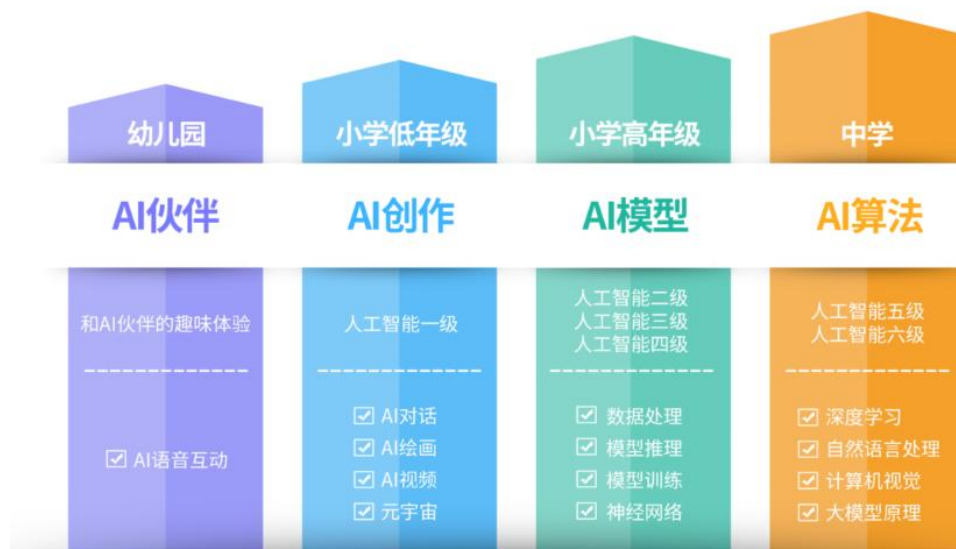 幼儿园
AI伙伴
和AI伙伴的趣味体验
AI语音互动
小学低年级
AI创作
人工智能一级
AI对话
AI绘画
AI视频
元宇宙
小学高年级
AI模型
人工智能二级
人工智能三级
人工智能四级
数据处理
模型推理
模型训练
神经网络
中学
AI算法
人工智能五级
人工智能六级
深度学习
自然语言处理
计算机视觉
大模型原理